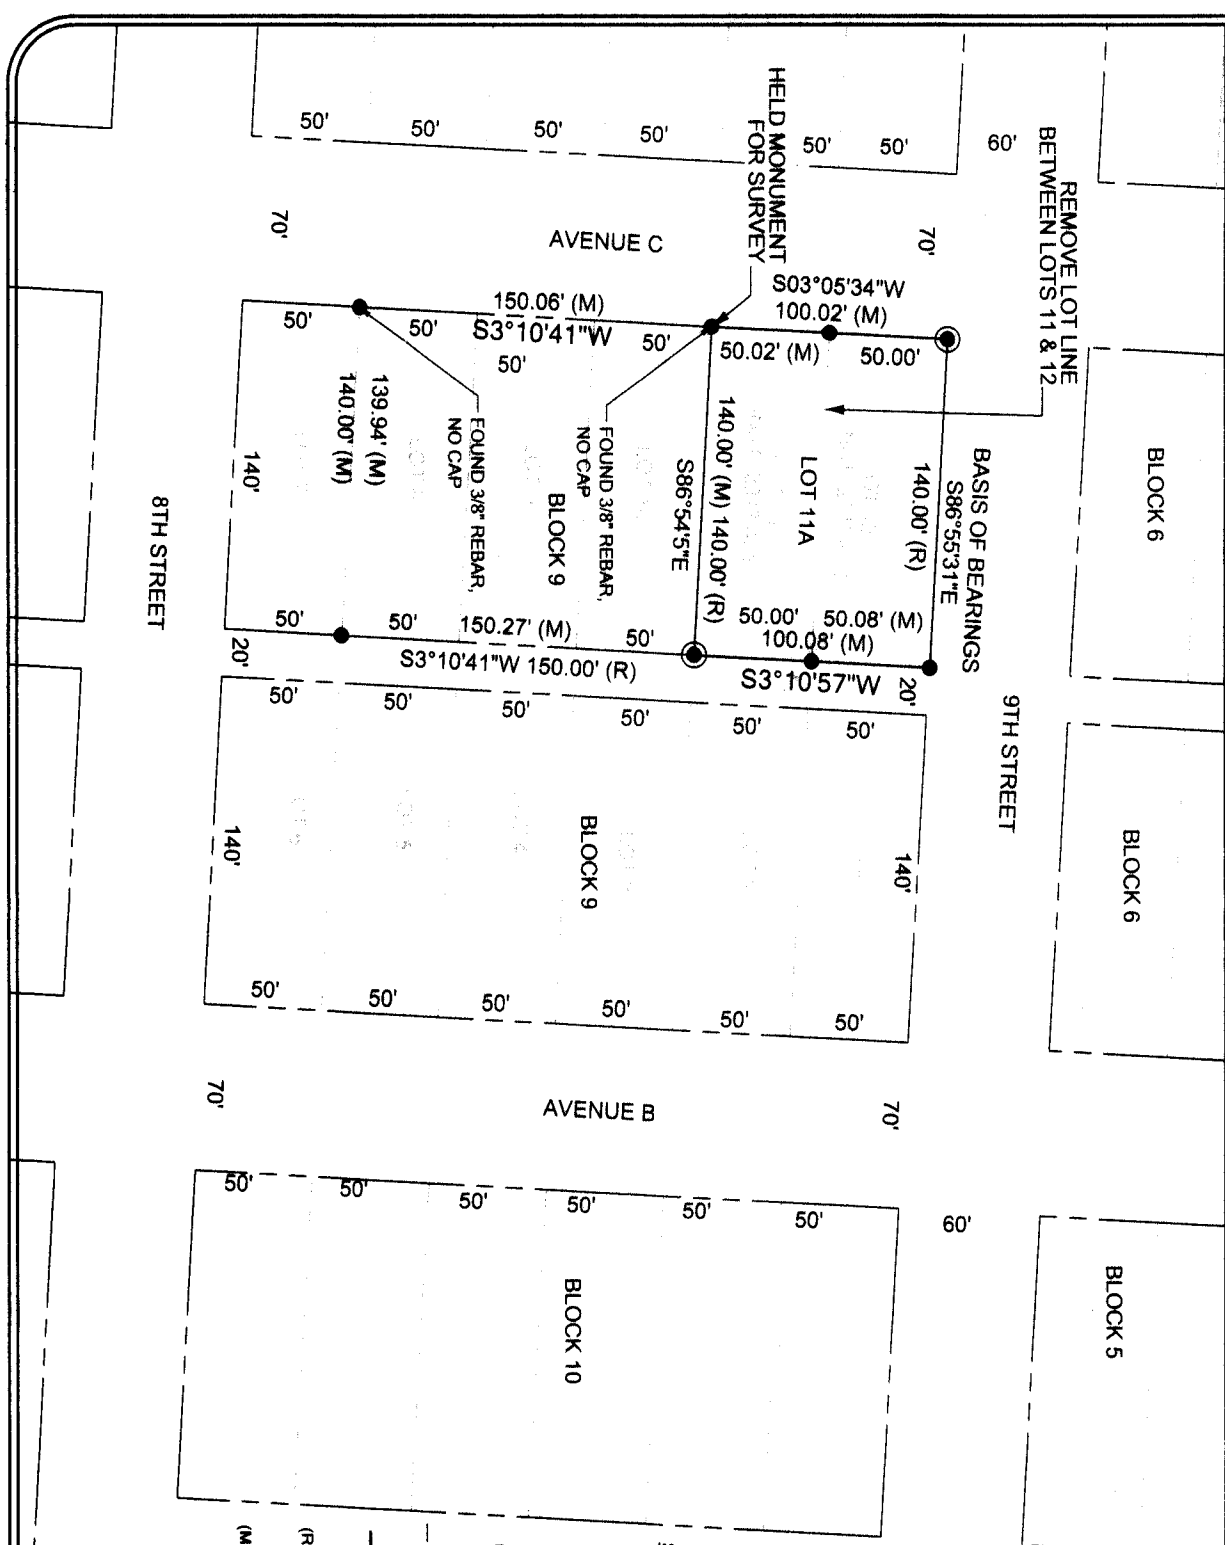 50'
50'
50'
50'
50'
50'
60'
HELD MONUMENT
FOR SURVEY
REMOVE LOT LINE
BETWEEN LOTS 11 & 12
70'
AVENUE C
70'
S03°05'34"W
100.02' (M)
150.06' (M)
S3°10'41"W
50'
50'
50'
50'
50.02' (M)
50.00'
139.94' (M)
140.00' (M)
FOUND 3/8" REBAR,
NO CAP
FOUND 3/8" REBAR,
NO CAP
140.00' (M) 140.00' (R)
S86°54'5"E
LOT 11A
140.00' (R)
BASIS OF BEARINGS
S86°55'31"E
BLOCK 6
140'
BLOCK 9
8TH STREET
50'
50'
150.27' (M)
50'
50.00'
50.08' (M)
100.08' (M)
S3°10'41"W 150.00' (R)
S3°10'57"W
20'
20'
9TH STREET
50'
50'
50'
50'
50'
50'
140'
BLOCK 9
140'
BLOCK 6
50'
50'
50'
50'
50'
50'
70'
AVENUE B
70'
50'
50'
50'
50'
50'
50'
60'
BLOCK 10
BLOCK 5
(M
(R